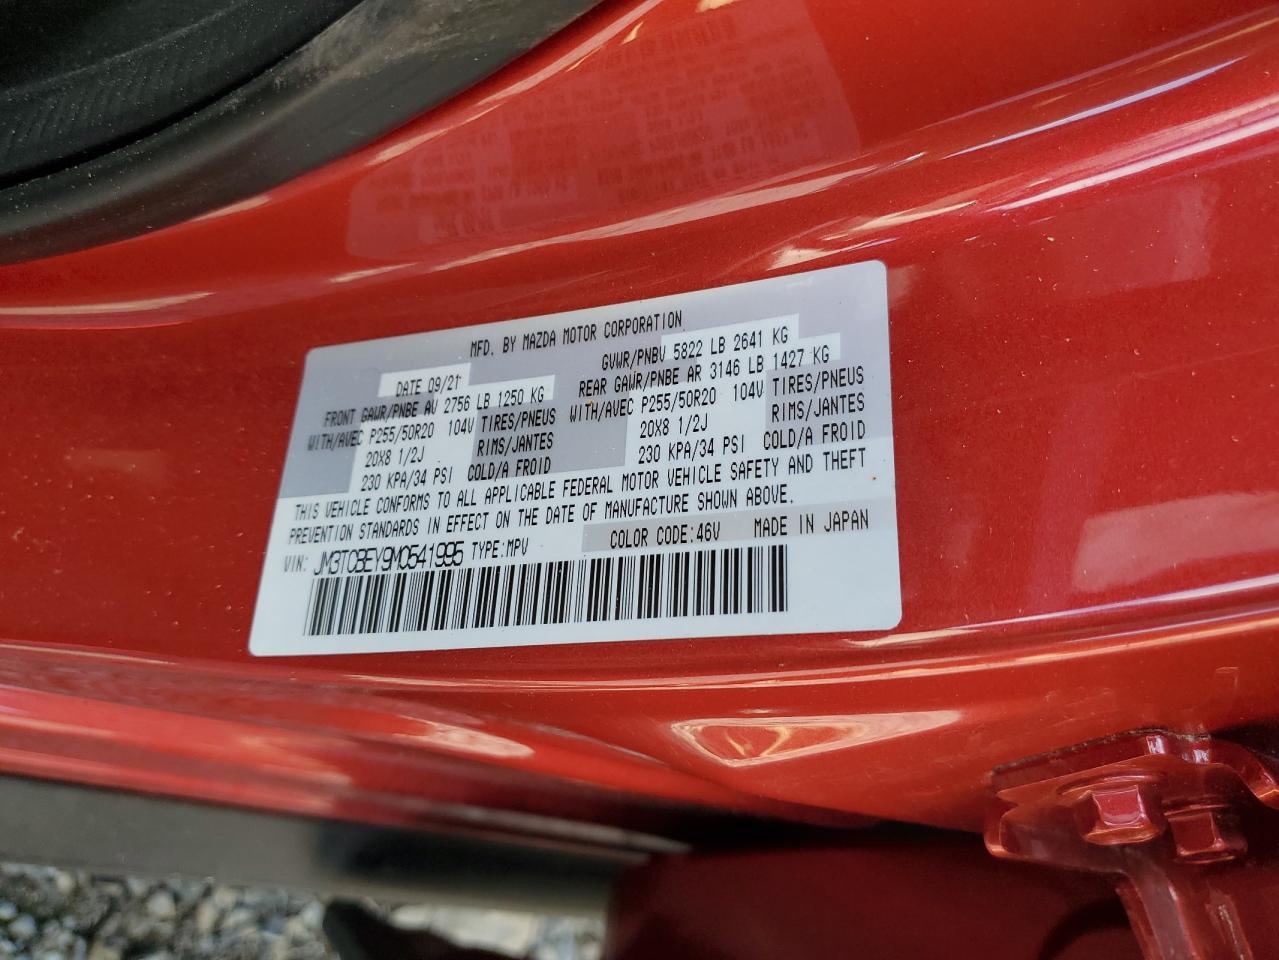 MFD. BY MAZDA MOTOR CORPORATION
DATE 09/21 GVWR/PNBV 5822 LB 2641 KG
FRONT GAWR/PNBE AV 2756 LB 1250 KG REAR GAWR/PNBE AR 3146 LB 1427 KG
WITH/AVEC P255/50R20 104V TIRES/PNEUS WITH/AVEC P255/50R20 104V TIRES/PNEUS
20X8 1/2J RIMS/JANTES 20X8 1/2J RIMS/JANTES
230 KPA/34 PSI COLD/A FROID 230 KPA/34 PSI COLD/A FROID
THIS VEHICLE CONFORMS TO ALL APPLICABLE FEDERAL MOTOR VEHICLE SAFETY AND THEFT
PREVENTION STANDARDS IN EFFECT ON THE DATE OF MANUFACTURE SHOWN ABOVE.
VIN: JM3TCBEY9M0541995 TYPE:MPV COLOR CODE:46V MADE IN JAPAN